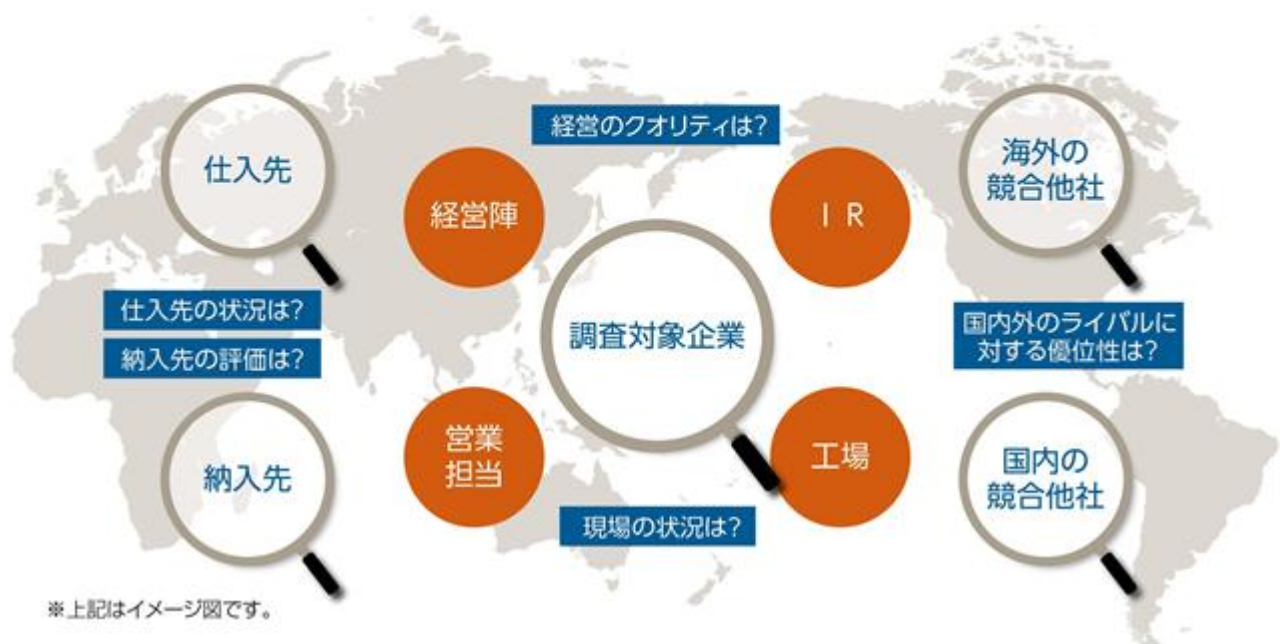 経営のクオリティは?
仕入先
経営陣
I R
海外の
競合他社
調査対象企業
仕入先の状況は?
納入先の評価は?
国内外のライバルに
対する優位性は?
納入先
営業
担当
工場
国内の
競合他社
現場の状況は?
※上記はイメージ図です。